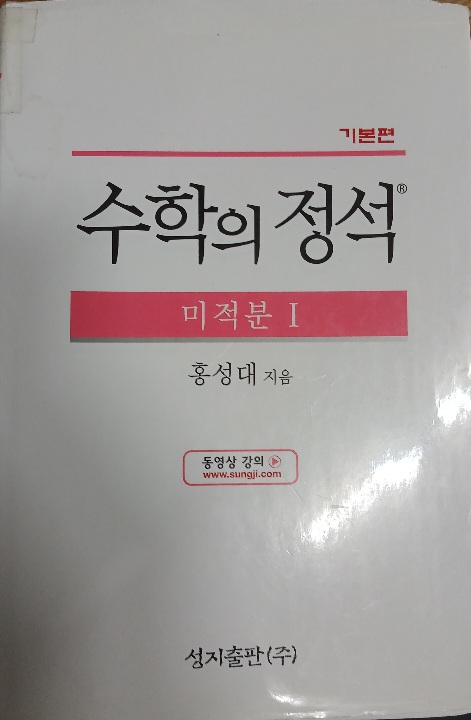 기본편
수학의 정석®
미적분 I
홍성대 지음
동영상 강의
www.sungji.com
성지출판(주)